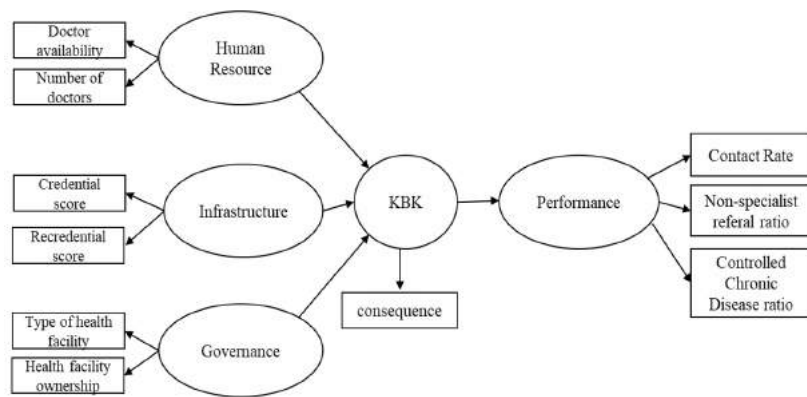 Doctor
availability
Number of
doctors
Human
Resource
Credential
score
Recredential
score
Infrastructure
Type of health
facility
Health facility
ownership
Governance
KBK
consequence
Performance
Contact Rate
Non-specialist
referal ratio
Controlled
Chronic
Disease ratio